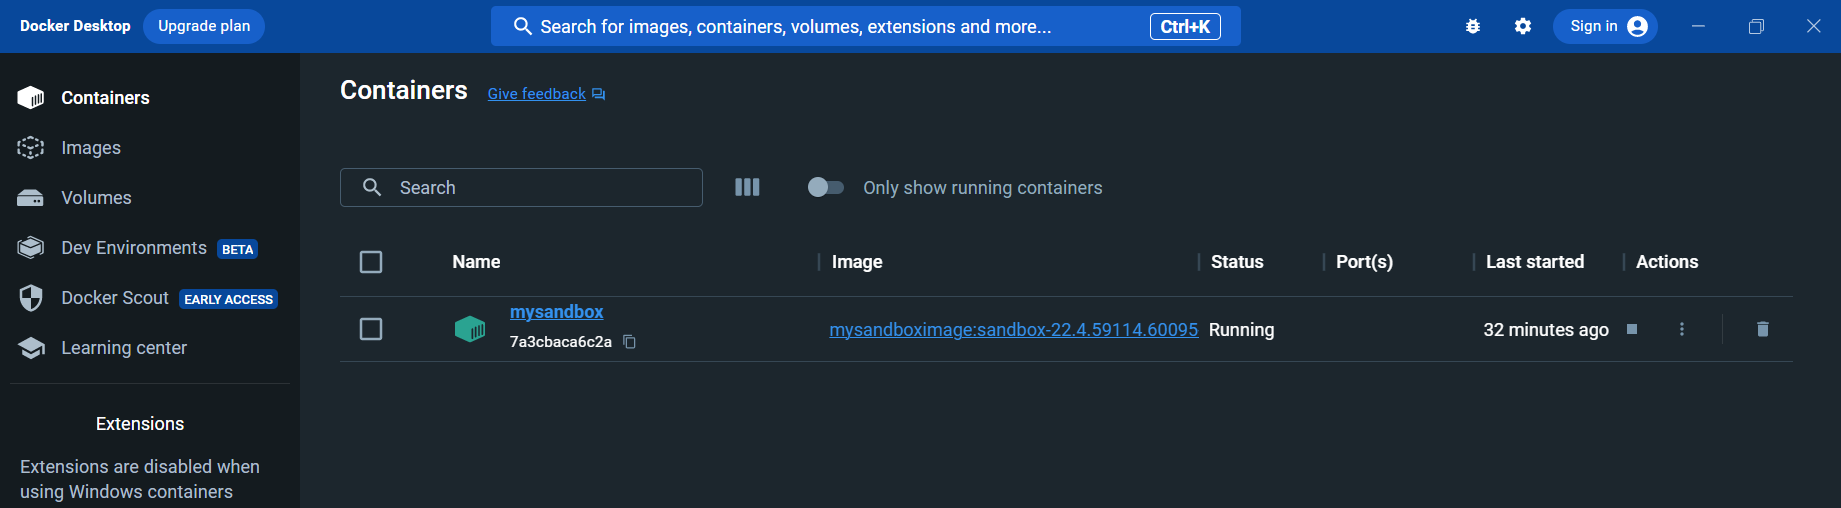 Docker Desktop Upgrade plan Search for images, containers, volumes, extensions and more... Ctrl+K Sign in
Containers
Images
Volumes
Dev Environments BETA
Docker Scout EARLY ACCESS
Learning center
Extensions
Extensions are disabled when
using Windows containers
Containers Give feedback
Search Only show running containers
Name Image Status Port(s) Last started Actions
mysandbox
7a3cbaca6c2a
mysandboximage:sandbox-22.4.59114.60095 Running 32 minutes ago